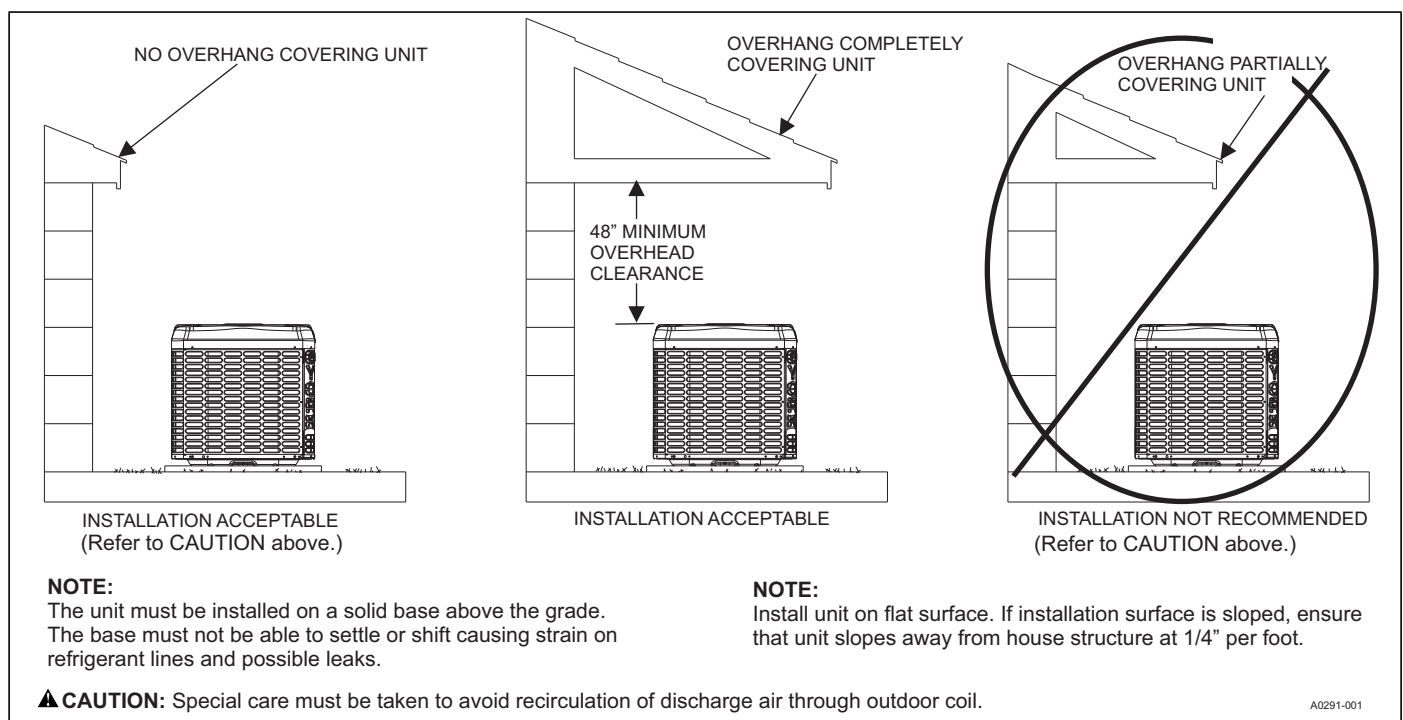 NO OVERHANG COVERING UNIT
OVERHANG COMPLETELY
COVERING UNIT
OVERHANG PARTIALLY
COVERING UNIT
48” MINIMUM
OVERHEAD
CLEARANCE
INSTALLATION ACCEPTABLE
(Refer to CAUTION above.)
INSTALLATION ACCEPTABLE
INSTALLATION NOT RECOMMENDED
(Refer to CAUTION above.)
NOTE:
The unit must be installed on a solid base above the grade.
The base must not be able to settle or shift causing strain on
refrigerant lines and possible leaks.
NOTE:
Install unit on flat surface. If installation surface is sloped, ensure
that unit slopes away from house structure at 1/4” per foot.
CAUTION: Special care must be taken to avoid recirculation of discharge air through outdoor coil.
A0291-001